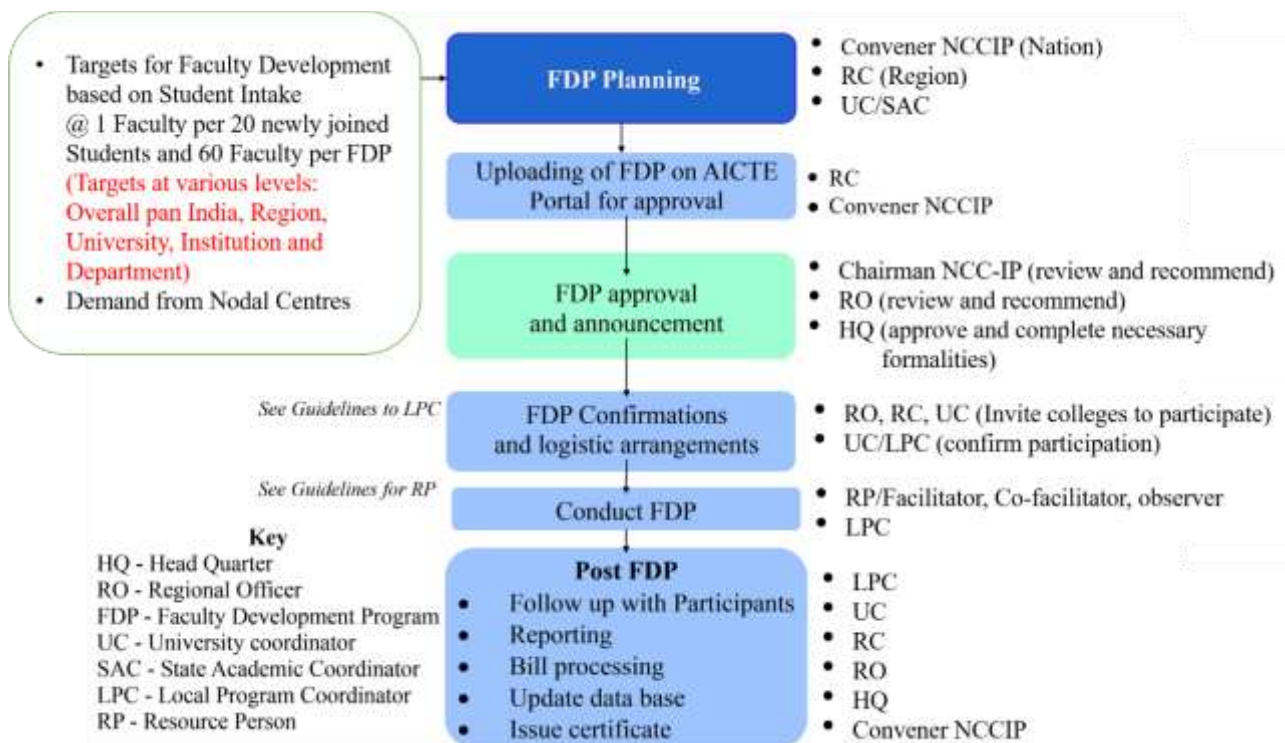 • Targets for Faculty Development
based on Student Intake
@ 1 Faculty per 20 newly joined
Students and 60 Faculty per FDP
(Targets at various levels:
Overall pan India, Region,
University, Institution and
Department)
• Demand from Nodal Centres
FDP Planning
• Convener NCCIP (Nation)
• RC (Region)
• UC/SAC
Uploading of FDP on AICTE
Portal for approval
• RC
• Convener NCCIP
FDP approval
and announcement
• Chairman NCC-IP (review and recommend)
• RO (review and recommend)
• HQ (approve and complete necessary
formalities)
See Guidelines to LPC
FDP Confirmations
and logistic arrangements
• RO, RC, UC (Invite colleges to participate)
• UC/LPC (confirm participation)
See Guidelines for RP
Conduct FDP
• RP/Facilitator, Co-facilitator, observer
• LPC
Key
HQ - Head Quarter
RO - Regional Officer
FDP - Faculty Development Program
UC - University coordinator
SAC - State Academic Coordinator
LPC - Local Program Coordinator
RP - Resource Person
Post FDP
• Follow up with Participants
• Reporting
• Bill processing
• Update data base
• Issue certificate
• LPC
• UC
• RC
• RO
• HQ
• Convener NCCIP